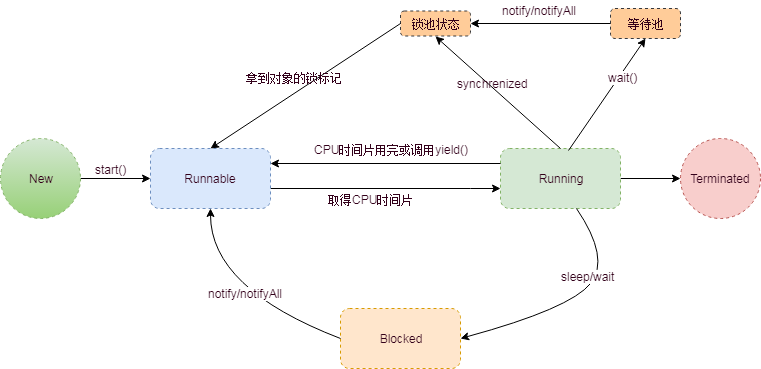 notify/notifyAll
锁池状态
等待池
拿到对象的锁标记
synchrenized
wait()
CPU时间片用完或调用yield()
New
start()
Runnable
Running
Terminated
取得CPU时间片
sleep/wait
notify/notifyAll
Blocked